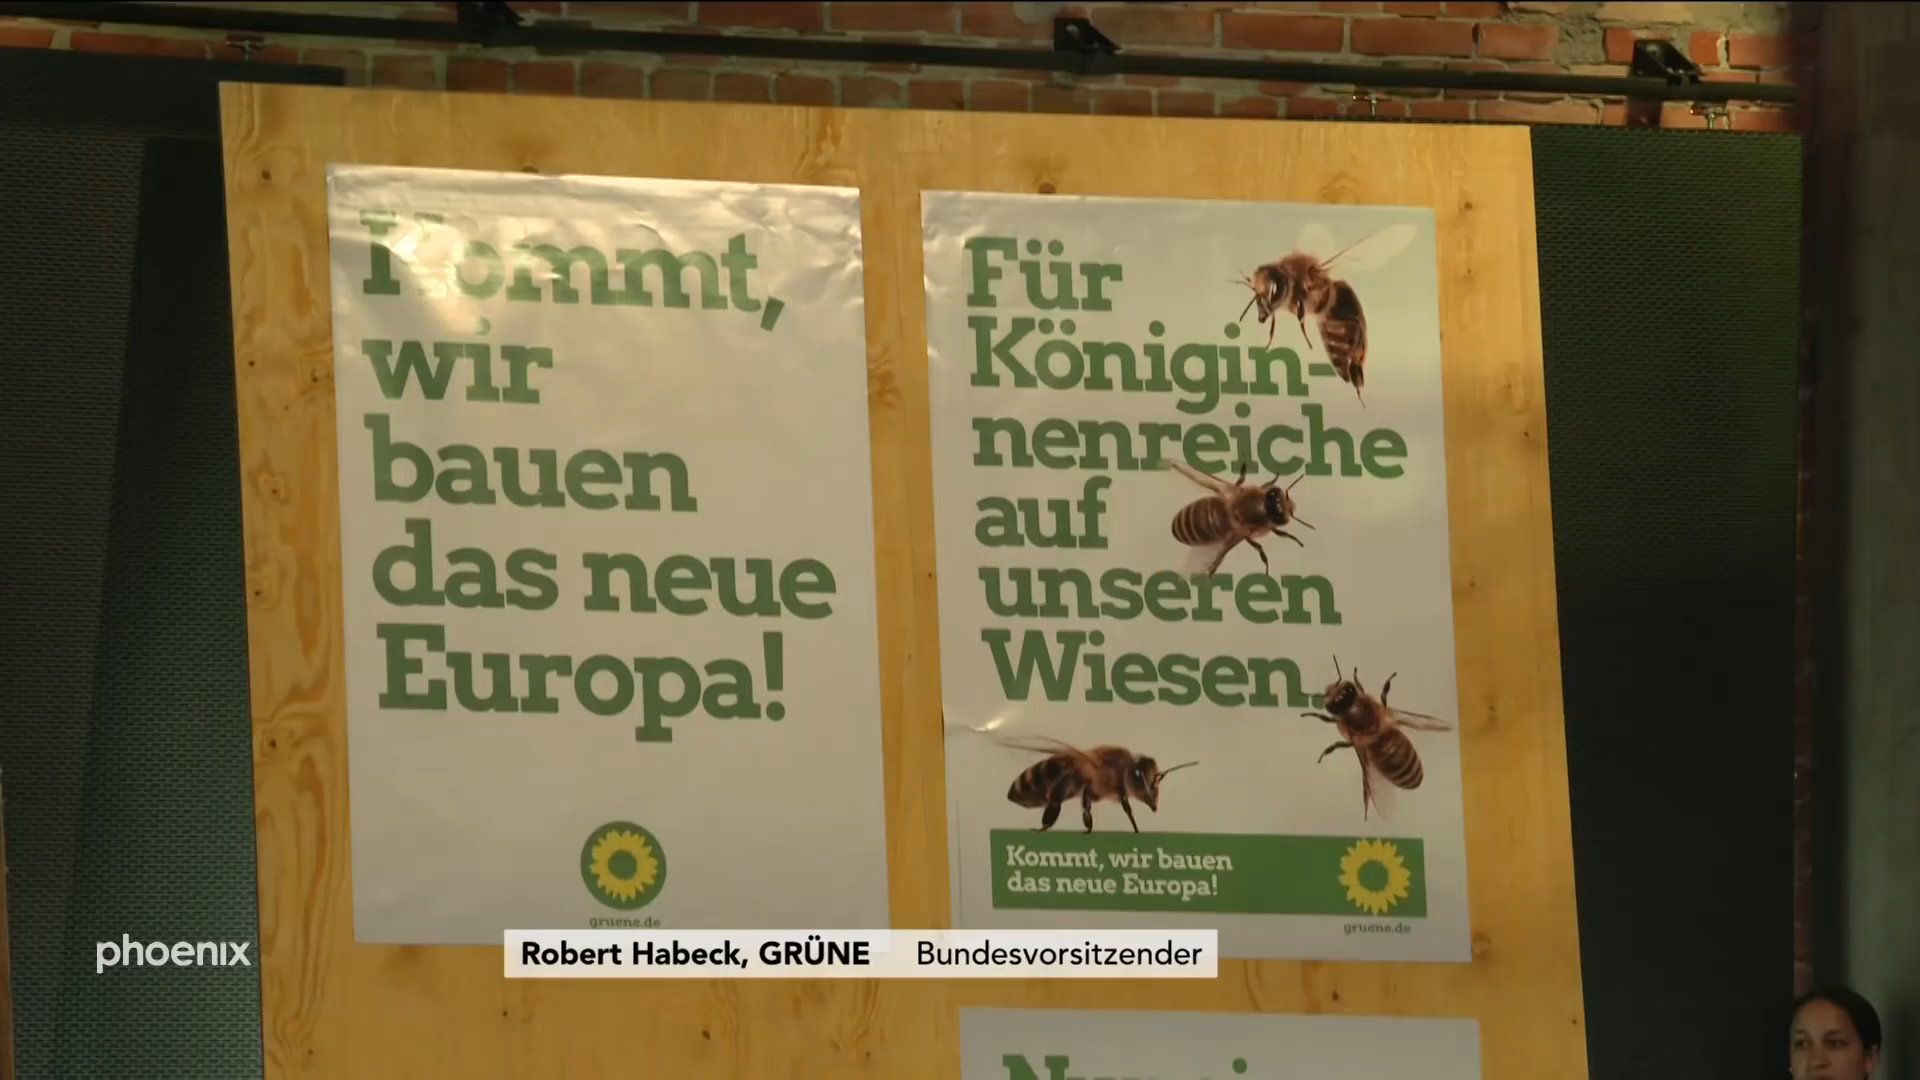 Kommt,
wir
bauen
das neue
Europa!
gruene.de
Für
Königin-
nenreiche
auf
unseren
Wiesen.
Kommt, wir bauen
das neue Europa!
gruene.de
phoenix
Robert Habeck, GRÜNE Bundesvorsitzender